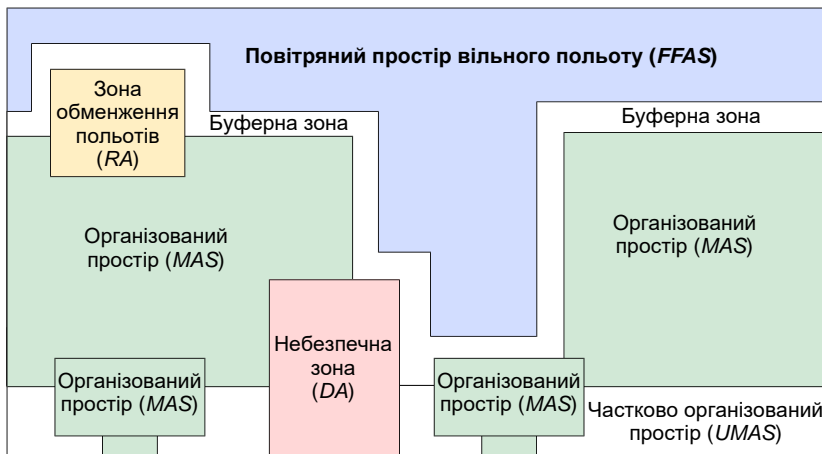 Повітряний простір вільного польоту (FFAS)
Зона
обмеження
польотів
(RA)
Буферна зона
Буферна зона
Організований
простір (MAS)
Організований
простір (MAS)
Небезпечна
зона
(DA)
Організований
простір (MAS)
Організований
простір (MAS)
Частково організований
простір (UMAS)